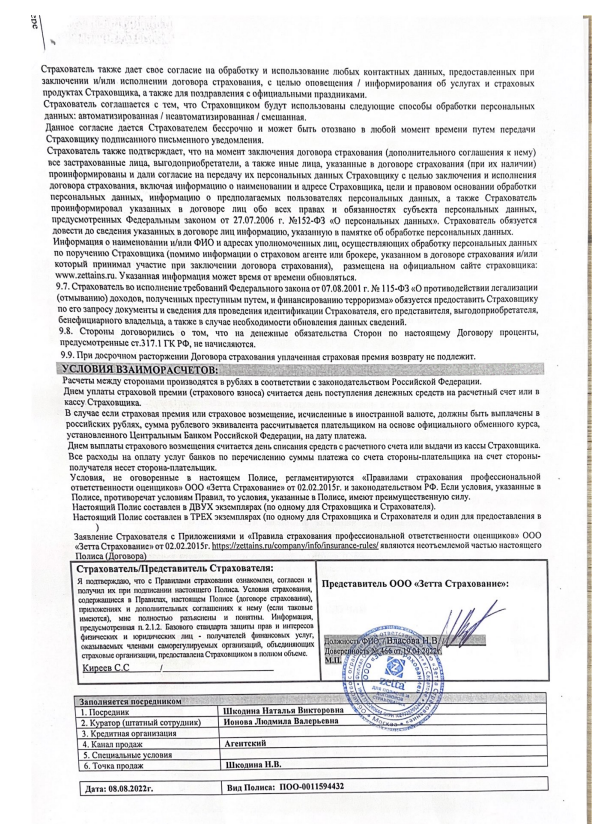 Страхователь также дает свое согласие на обработку и использование любых контактных данных, предоставленных при
заключении и/или исполнении договора страхования, с целью оповещения / информирования об услугах и страховых
продуктах Страховщика, а также для поздравления с официальными праздниками.
Страхователь соглашается с тем, что Страховщиком будут использованы следующие способы обработки персональных
данных: автоматизированная / неавтоматизированная / смешанная.
Данное согласие дается Страхователем бессрочно и может быть отозвано в любой момент времени путем передачи
Страховщику подписанного письменного уведомления.
Страхователь также подтверждает, что на момент заключения договора страхования (дополнительного соглашения к нему)
все застрахованные лица, выгодоприобретатели, а также иные лица, указанные в договоре страхования (при их наличии)
проинформированы и дали согласие на передачу их персональных данных Страховщику с целью заключения и исполнения
договора страхования, включая информацию о наименовании и адресе Страховщика, цели и правовом основании обработки
персональных данных, информацию о предполагаемых пользователях персональных данных, а также Страхователь
проинформировал указанных в договоре лиц обо всех правах и обязанностях субъекта персональных данных,
предусмотренных Федеральным законом от 27.07.2006 г. №152-ФЗ «О персональных данных». Страхователь обязуется
довести до сведения указанных в договоре лиц информацию, указанную в памятке об обработке персональных данных.
Информация о наименовании и/или ФИО и адресах уполномоченных лиц, осуществляющих обработку персональных данных
по поручению Страховщика (помимо информации о страховом агенте или брокере, указанном в договоре страхования и/или
который принимал участие при заключении договора страхования), размещена на официальном сайте страховщика:
www.zettains.ru. Указанная информация может время от времени обновляться.
9.7. Страхователь во исполнение требований Федерального закона от 07.08.2001 г. № 115-ФЗ «О противодействии легализации
(отмыванию) доходов, полученных преступным путем, и финансированию терроризма» обязуется предоставить Страховщику
по его запросу документы и сведения для проведения идентификации Страхователя, его представителя, выгодоприобретателя,
бенефициарного владельца, а также в случае необходимости обновления данных сведений.
9.8. Стороны договорились о том, что на денежные обязательства Сторон по настоящему Договору проценты,
предусмотренные ст.317.1 ГК РФ, не начисляются.
9.9. При досрочном расторжении Договора страхования уплаченная страховая премия возврату не подлежит.
УСЛОВИЯ ВЗАИМОРАСЧЕТОВ:
Расчеты между сторонами производятся в рублях в соответствии с законодательством Российской Федерации.
Днем уплаты страховой премии (страхового взноса) считается день поступления денежных средств на расчетный счет или в
кассу Страховщика.
В случае если страховая премия или страховое возмещение, исчисленные в иностранной валюте, должны быть выплачены в
российских рублях, сумма рублевого эквивалента рассчитывается плательщиком на основе официального обменного курса,
установленного Центральным Банком Российской Федерации, на дату платежа.
Днем выплаты страхового возмещения считается день списания средств с расчетного счета или выдачи из кассы Страховщика.
Все расходы на оплату услуг банков по перечислению суммы платежа со счета стороны-плательщика на счет стороны-
получателя несет сторона-плательщик.
Условия, не оговоренные в настоящем Полисе, регламентируются «Правилами страхования профессиональной
ответственности оценщиков» ООО «Зетта Страхование» от 02.02.2015г. и законодательством РФ. Если условия, указанные в
Полисе, противоречат условиям Правил, то условия, указанные в Полисе, имеют преимущественную силу.
Настоящий Полис составлен в ДВУХ экземплярах (по одному для Страховщика и Страхователя).
Настоящий Полис составлен в ТРЕХ экземплярах (по одному для Страховщика и Страхователя и один для предоставления в
)
Заявление Страхователя с Приложениями и «Правила страхования профессиональной ответственности оценщиков» ООО
«Зетта Страхование» от 02.02.2015г. https://zettains.ru/company/info/insurance-rules/ являются неотъемлемой частью настоящего
Полиса (Договора)
Страхователь/Представитель Страхователя:
Я подтверждаю, что с Правилами страхования ознакомлен, согласен и
получил их при подписании настоящего Полиса. Условия страхования,
содержащиеся в Правилах, настоящем Полисе (договоре страхования),
приложениях и дополнительных соглашениях к нему (если таковые
имеются), мне полностью разъяснены и понятны. Информация,
предусмотренная п. 2.1.2. Базового стандарта защиты прав и интересов
физических и юридических лиц - получателей финансовых услуг,
оказываемых членами саморегулируемых организаций, объединяющих
страховые организации, предоставлена Страховщиком в полном объеме.
Киреев С.С /
Представитель ООО «Зетта Страхование»:
Должность/ФИО / Власова Н.В
Доверенность № 466 от 19.04.2022г.
М.П.
zetta
Москва
Заполняется посредником
1. Посредник Шкодина Наталья Викторовна
2. Куратор (штатный сотрудник) Ионова Людмила Валерьевна
3. Кредитная организация
4. Канал продаж Агентский
5. Специальные условия
6. Точка продаж Шкодина Н.В.
Дата: 08.08.2022г. Вид Полиса: ПОО-0011594432